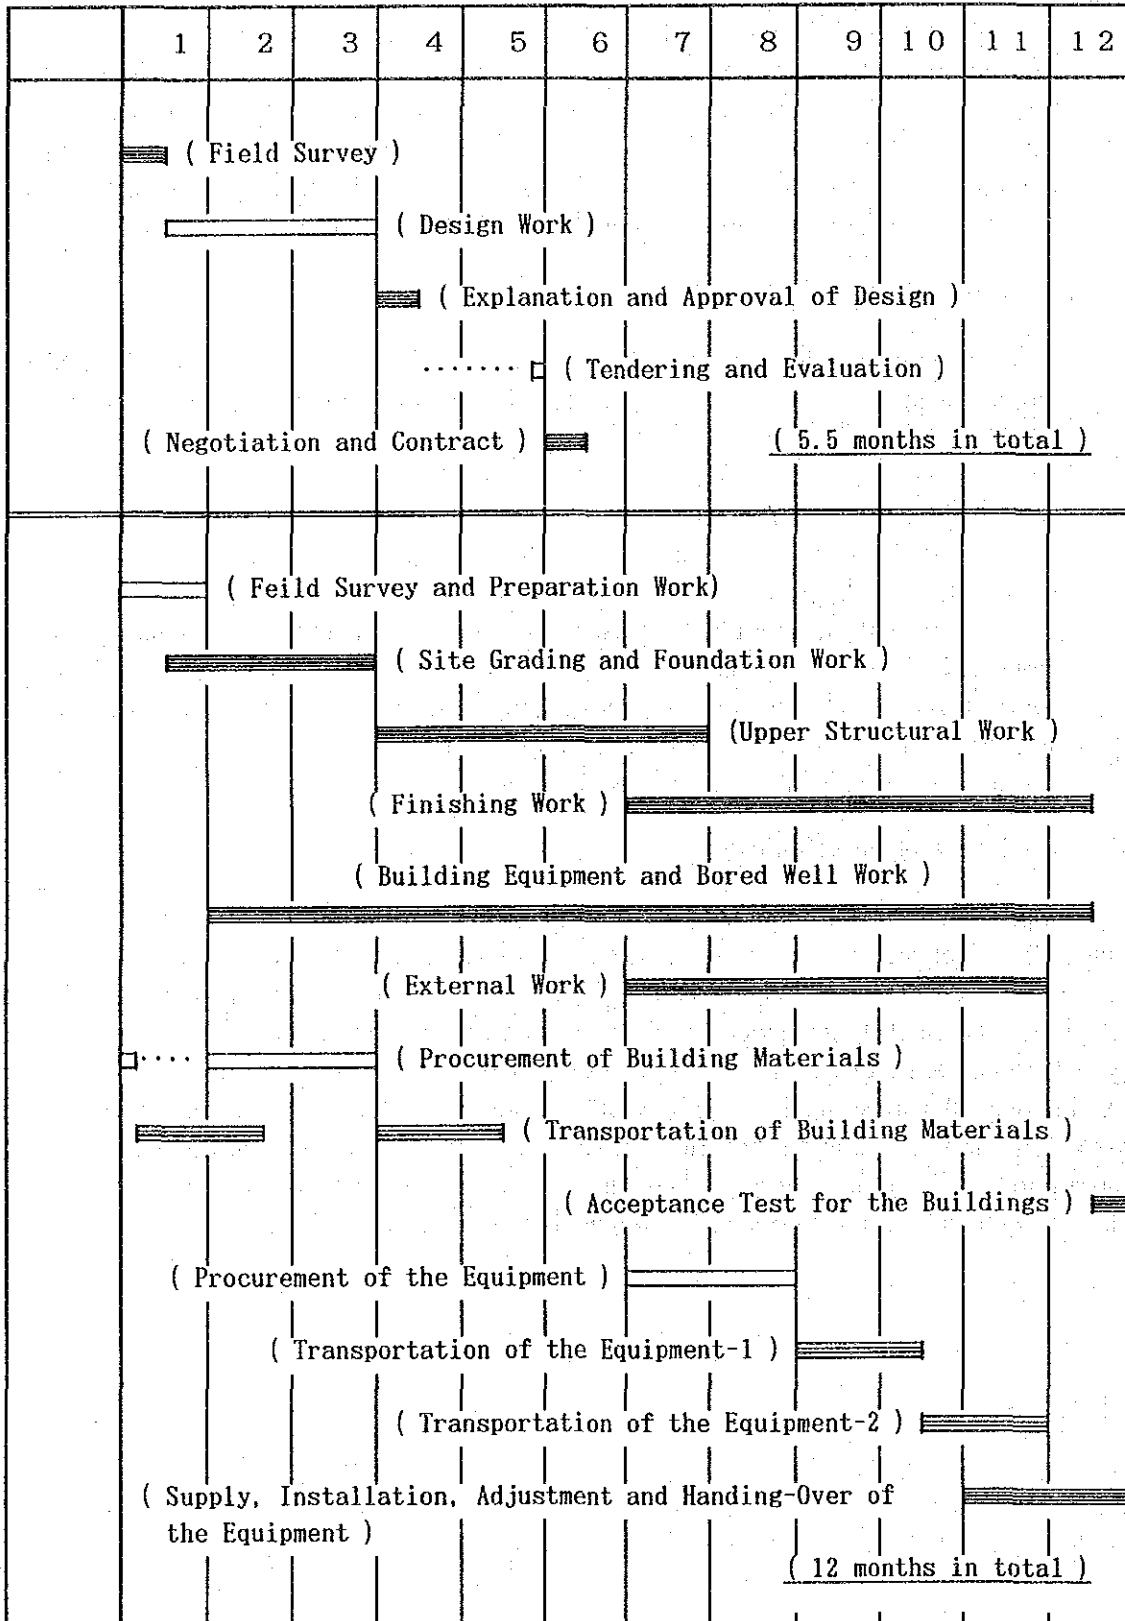 1 2 3 4 5 6 7 8 9 10 11 12
( Field Survey )
( Design Work )
( Explanation and Approval of Design )
( Tendering and Evaluation )
( Negotiation and Contract )
( 5.5 months in total )
( Feild Survey and Preparation Work)
( Site Grading and Foundation Work )
(Upper Structural Work )
( Finishing Work )
( Building Equipment and Bored Well Work )
( External Work )
( Procurement of Building Materials )
( Transportation of Building Materials )
( Acceptance Test for the Buildings )
( Procurement of the Equipment )
( Transportation of the Equipment-1 )
( Transportation of the Equipment-2 )
( Supply, Installation, Adjustment and Handing-Over of
the Equipment )
( 12 months in total )